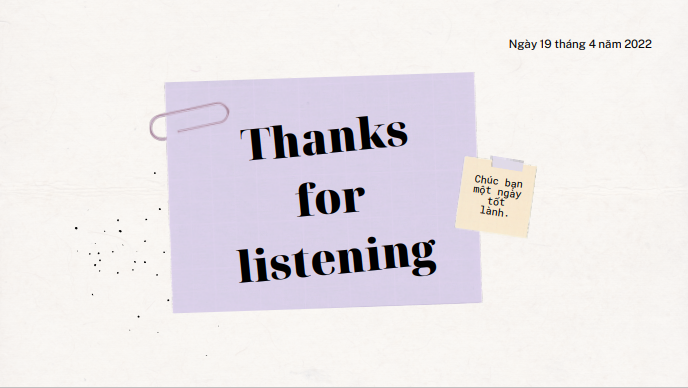 Ngày 19 tháng 4 năm 2022
Thanks
for
listening
Chúc bạn
một ngày
tốt
lành.